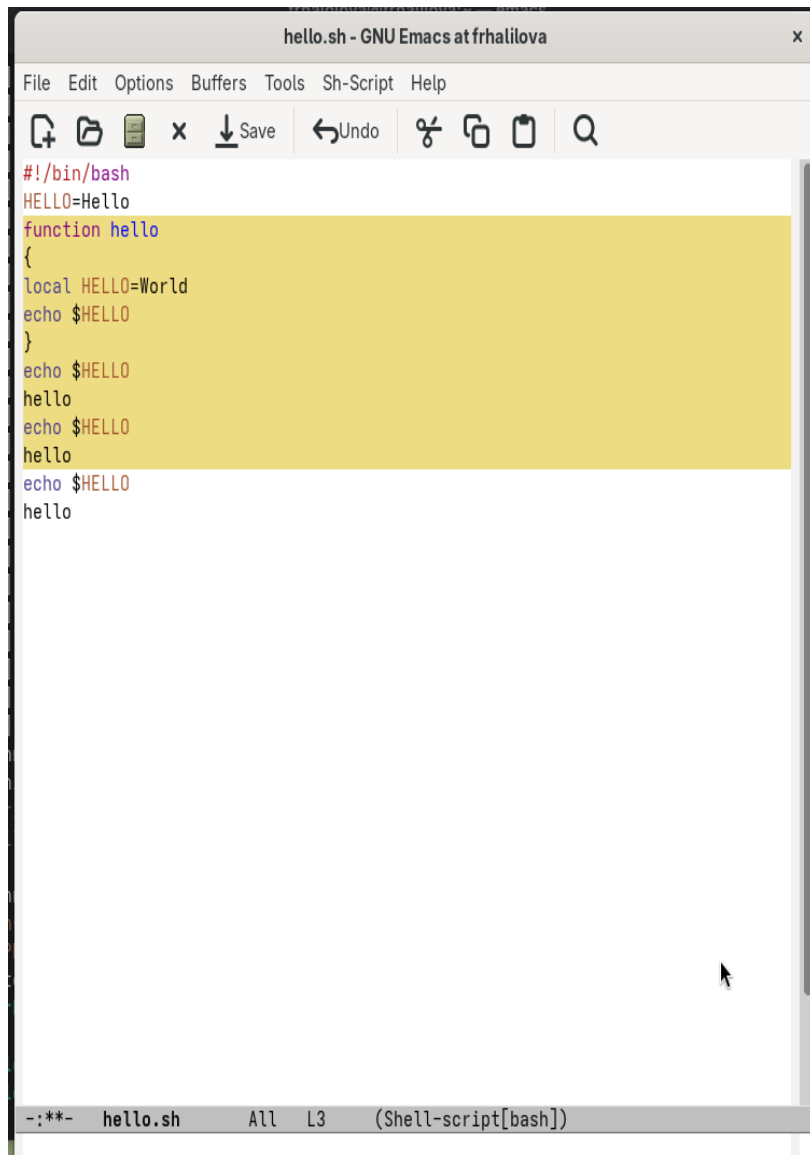 hello.sh - GNU Emacs at frhalilova x
File Edit Options Buffers Tools Sh-Script Help
Save Undo
#!/bin/bash
HELLO=Hello
function hello
{
local HELLO=World
echo $HELLO
}
echo $HELLO
hello
echo $HELLO
hello
echo $HELLO
hello
-:**- hello.sh All L3 (Shell-script[bash])